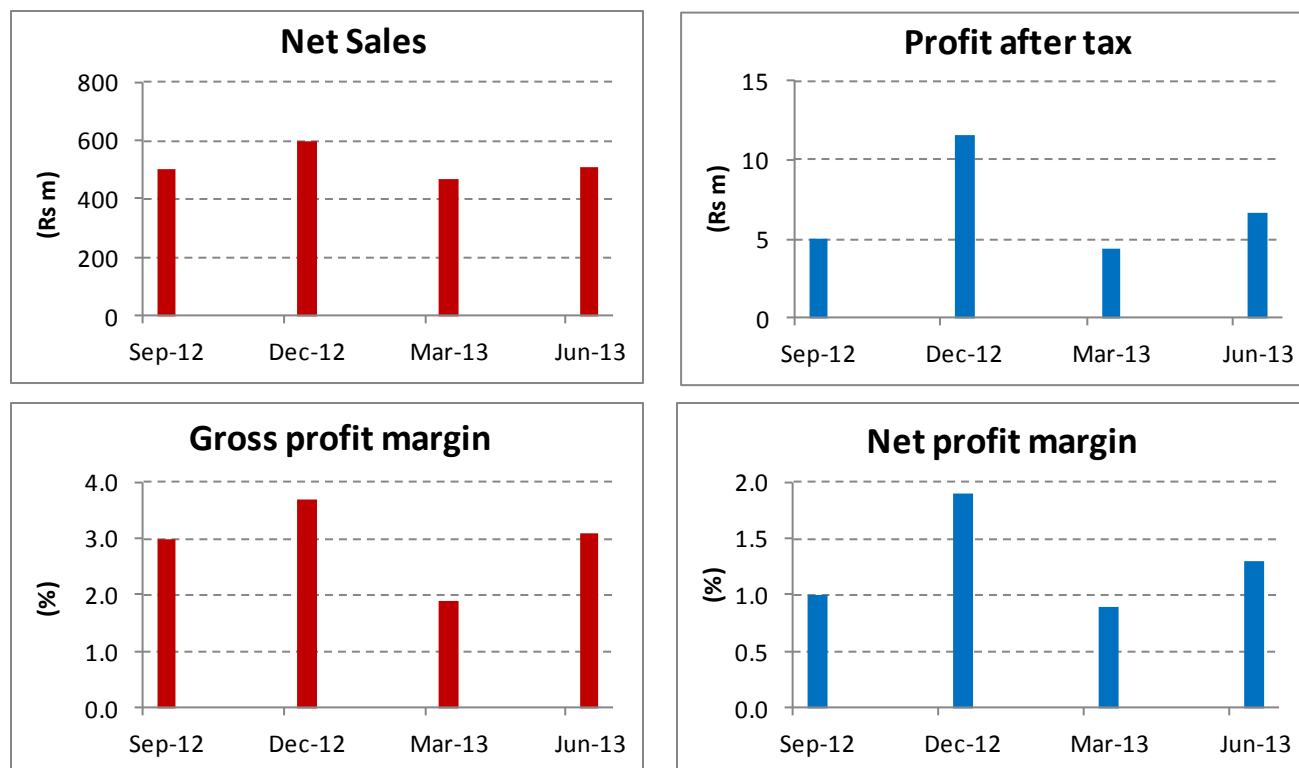 Net Sales
800
600
400
200
0
(Rs m)
Sep-12 Dec-12 Mar-13 Jun-13
Profit after tax
15
10
5
0
(Rs m)
Sep-12 Dec-12 Mar-13 Jun-13
Gross profit margin
4.0
3.0
2.0
1.0
0.0
(%)
Sep-12 Dec-12 Mar-13 Jun-13
Net profit margin
2.0
1.5
1.0
0.5
0.0
(%)
Sep-12 Dec-12 Mar-13 Jun-13